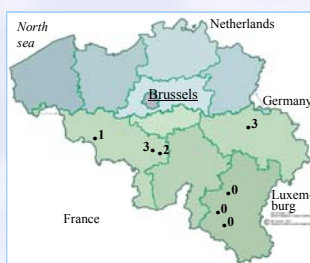 North
sea
Netherlands
Brussels
Germany
1
3
2
3
0
0
0
Luxem
burg
France